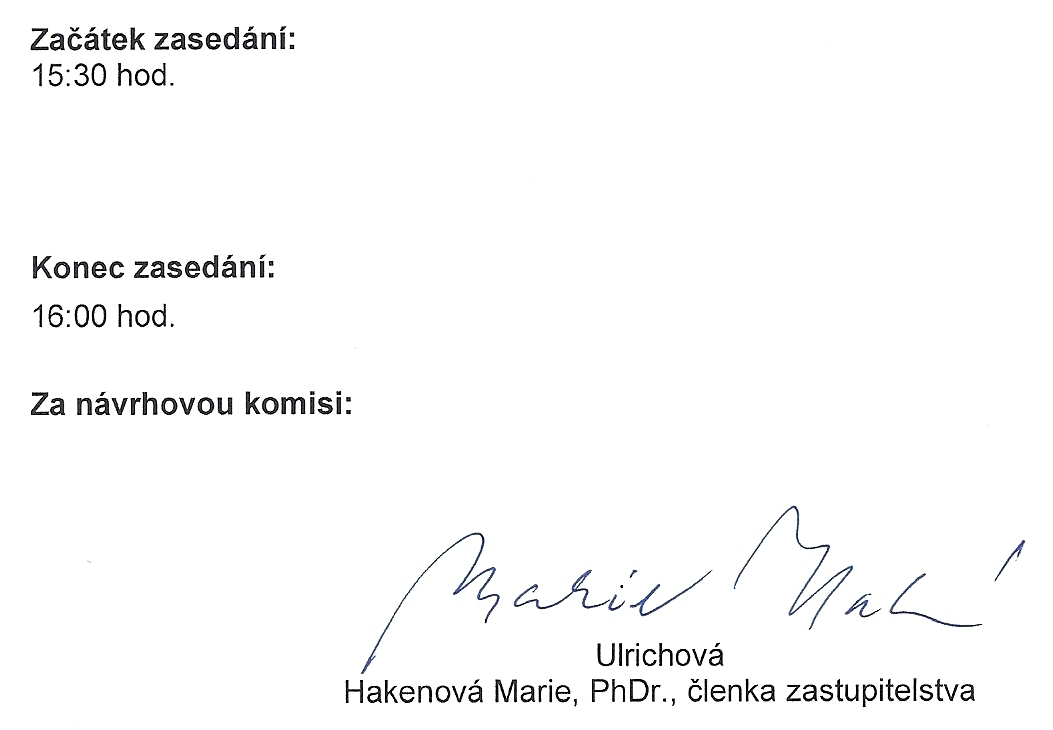 Začátek zasedání:
15:30 hod.
Konec zasedání:
16:00 hod.
Za návrhovou komisi:
Marie
Ulrichová
Hakenová Marie, PhDr., členka zastupitelstva